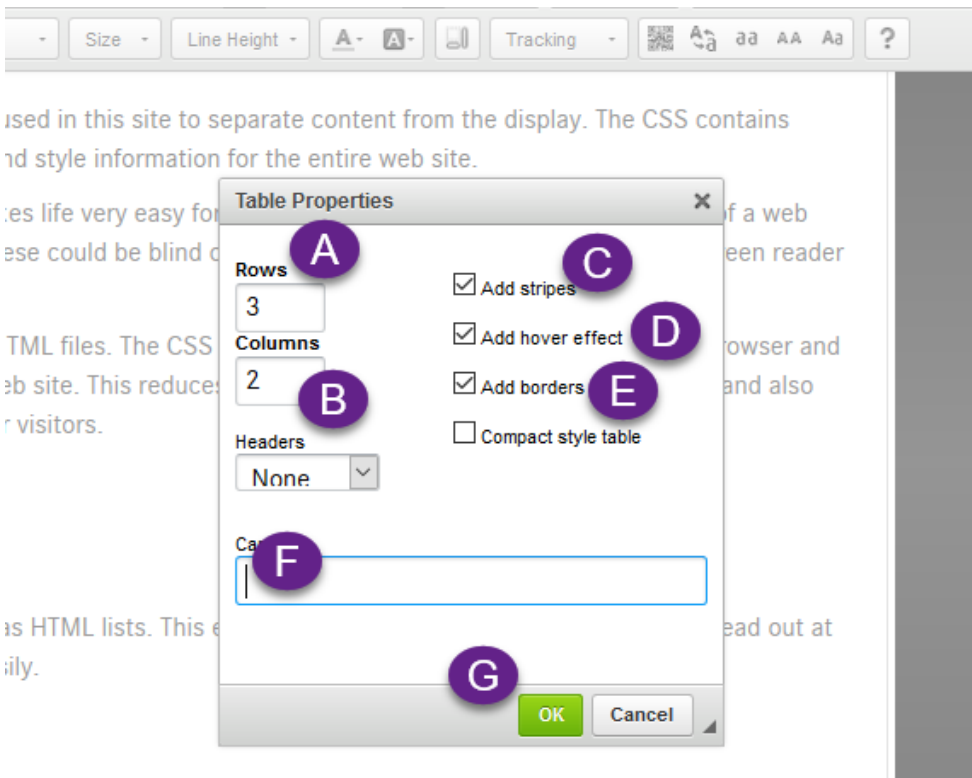 Size Line Height A A Tracking aa AA Aa ?
used in this site to separate content from the display. The CSS contains
nd style information for the entire web site.
Table Properties
kes life very easy for
f a web
ese could be blind
een reader
A
Rows
3
C
Add stripes
TML files. The CSS
Columns
D
Add hover effect
rowser and
eb site. This reduces
2
B
E
Add borders
and also
r visitors.
Headers
None
Compact style table
F
as HTML lists. This
ead out at
sily.
G
OK Cancel